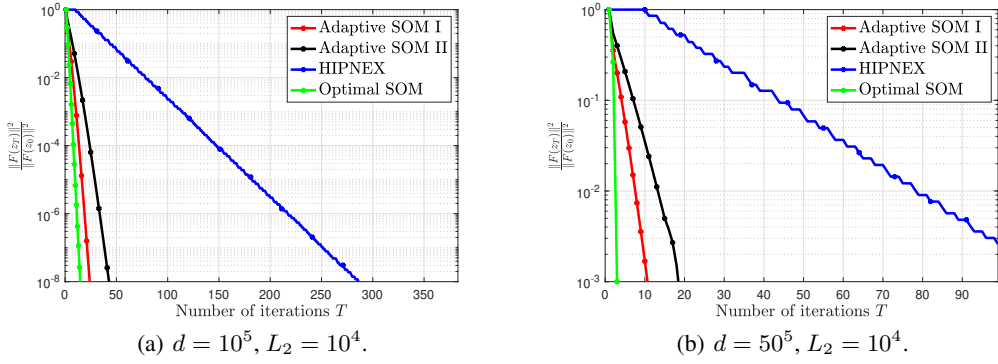 10^0
10^-2
10^-4
10^-6
10^-8
‖F(z_T)‖^2 / ‖F(z_0)‖^2
Adaptive SOM I
Adaptive SOM II
HIPNEX
Optimal SOM
0 50 100 150 200 250 300 350
Number of iterations T
(a) d = 10^5, L_2 = 10^4.
10^0
10^-1
10^-2
10^-3
‖F(z_T)‖^2 / ‖F(z_0)‖^2
Adaptive SOM I
Adaptive SOM II
HIPNEX
Optimal SOM
0 10 20 30 40 50 60 70 80 90
Number of iterations T
(b) d = 50^5, L_2 = 10^4.